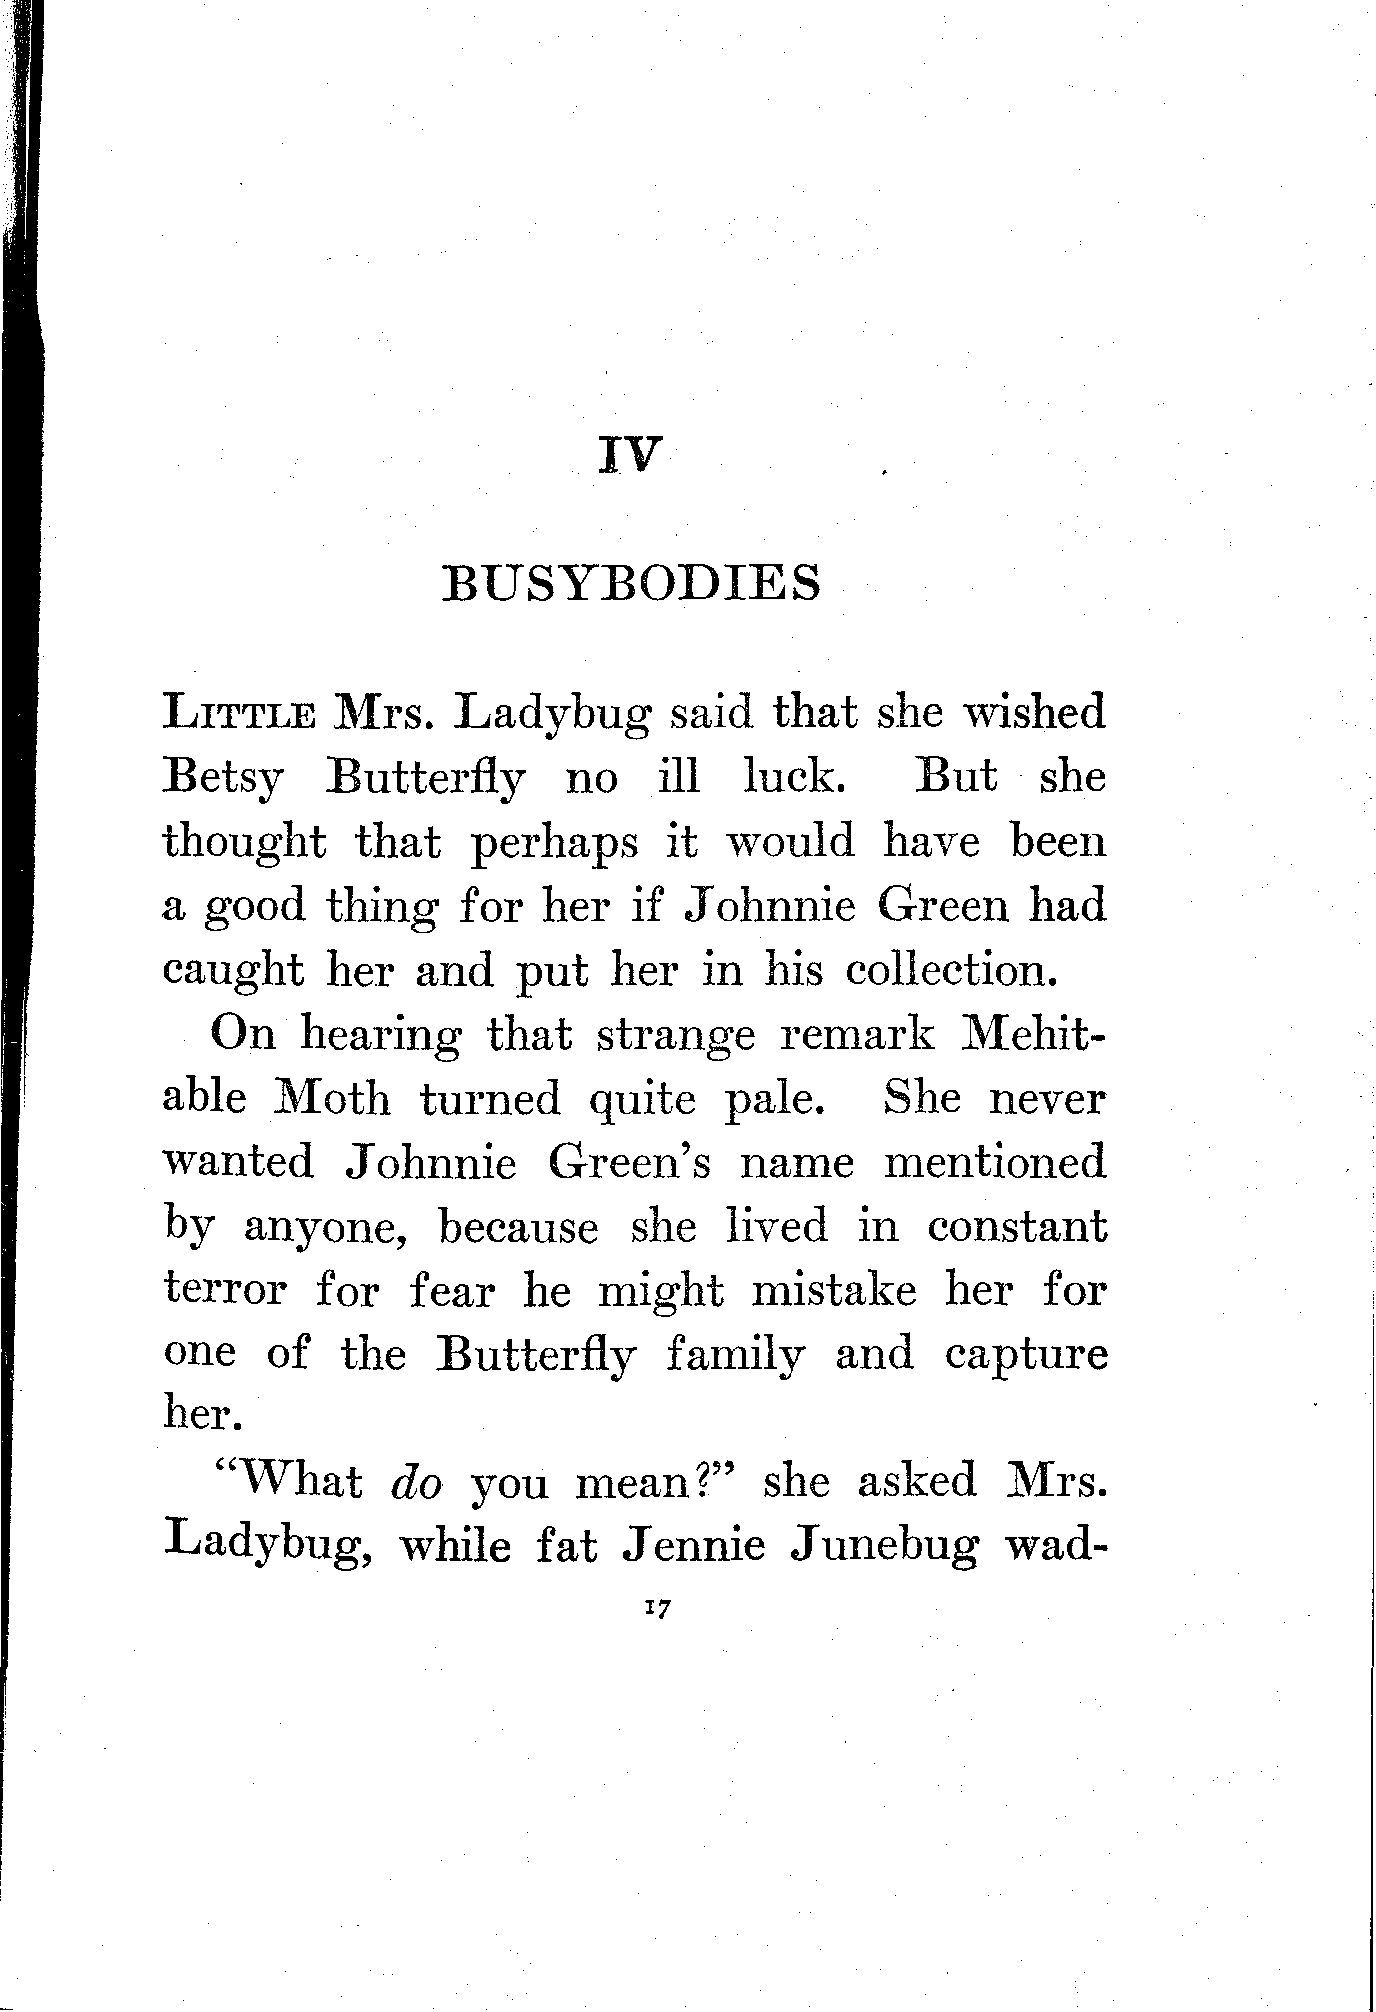 IV
BUSYBODIES
LITTLE Mrs. Ladybug said that she wished
Betsy Butterfly no ill luck. But she
thought that perhaps it would have been
a good thing for her if Johnnie Green had
caught her and put her in his collection.
On hearing that strange remark Mehit-
able Moth turned quite pale. She never
wanted Johnnie Green's name mentioned
by anyone, because she lived in constant
terror for fear he might mistake her for
one of the Butterfly family and capture
her.
"What do you mean?" she asked Mrs.
Ladybug, while fat Jennie Junebug wad-
17